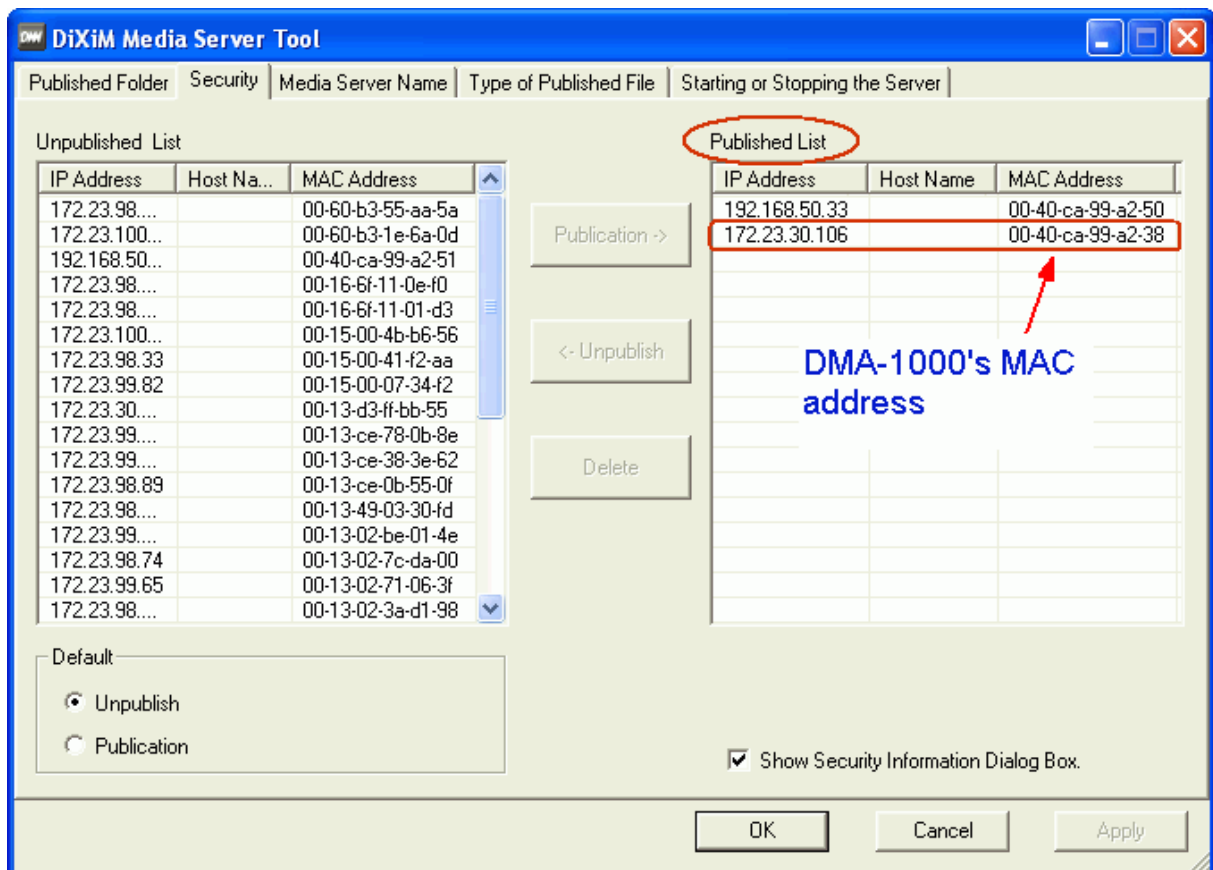 DiXiM Media Server Tool
Published Folder Security Media Server Name Type of Published File Starting or Stopping the Server
Unpublished List
IP Address Host Na... MAC Address
172.23.98.... 00-60-b3-55-aa-5a
172.23.100... 00-60-b3-1e-6a-0d
192.168.50... 00-40-ca-99-a2-51
172.23.98.... 00-16-6f-11-0e-f0
172.23.98.... 00-16-6f-11-01-d3
172.23.100... 00-15-00-4b-b6-56
172.23.98.33 00-15-00-41-f2-aa
172.23.99.82 00-15-00-07-34-f2
172.23.30.... 00-13-d3-ff-bb-55
172.23.99.... 00-13-ce-78-0b-8e
172.23.99.... 00-13-ce-38-3e-62
172.23.98.89 00-13-ce-0b-55-0f
172.23.98.... 00-13-49-03-30-fd
172.23.99.... 00-13-02-be-01-4e
172.23.98.74 00-13-02-7c-da-00
172.23.99.65 00-13-02-71-06-3f
172.23.98.... 00-13-02-3a-d1-98
Publication ->
<- Unpublish
Delete
Published List
IP Address Host Name MAC Address
192.168.50.33 00-40-ca-99-a2-50
172.23.30.106 00-40-ca-99-a2-38
DMA-1000's MAC
address
Default
Unpublish
Publication
Show Security Information Dialog Box.
OK Cancel Apply